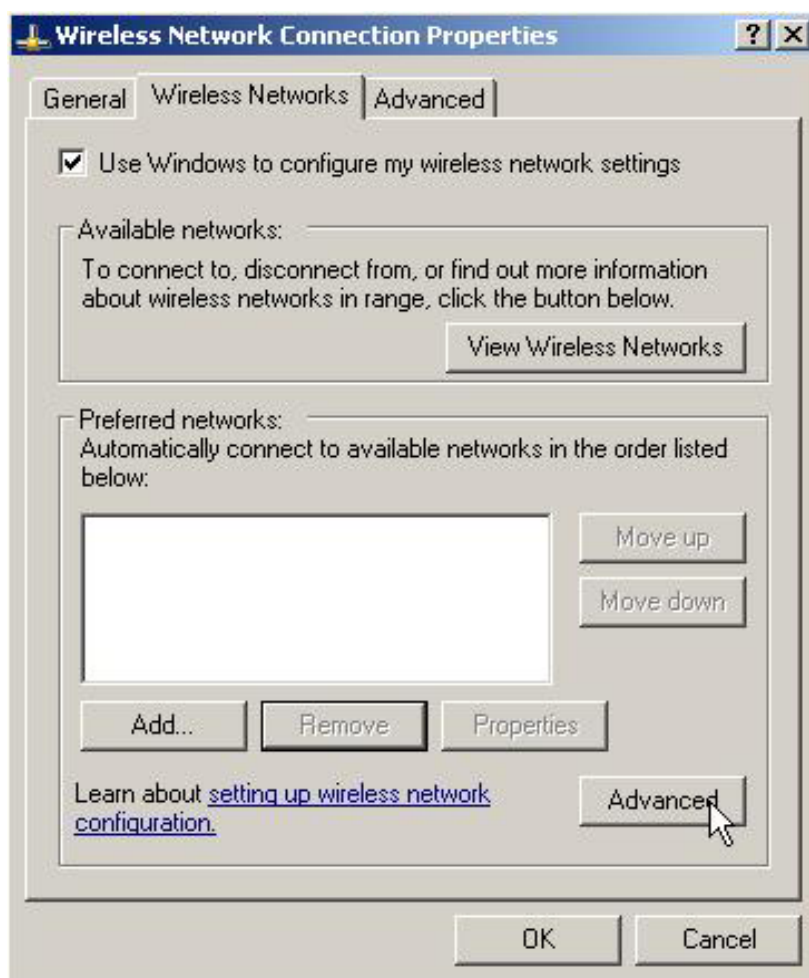 Wireless Network Connection Properties
General Wireless Networks Advanced
Use Windows to configure my wireless network settings
Available networks:
To connect to, disconnect from, or find out more information
about wireless networks in range, click the button below.
View Wireless Networks
Preferred networks:
Automatically connect to available networks in the order listed
below:
Move up
Move down
Add... Remove Properties
Learn about setting up wireless network
configuration.
Advanced
OK Cancel